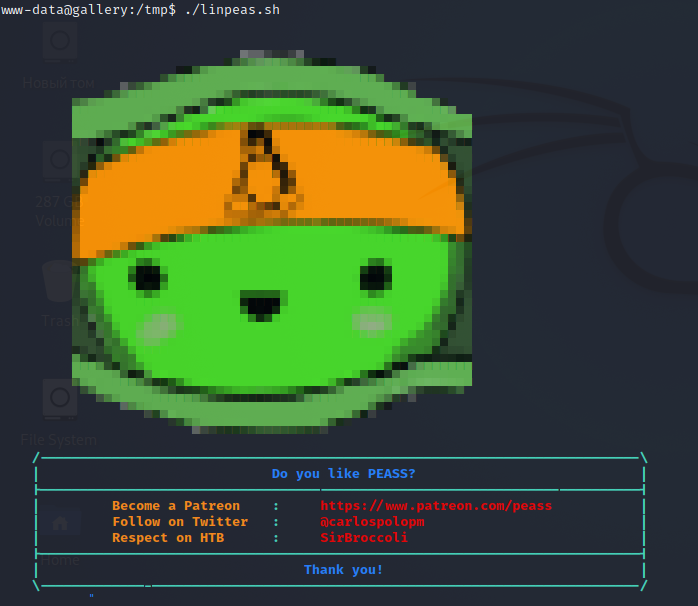 www-data@gallery:/tmp$ ./linpeas.sh
Новый том
287 G
Volum
Trash
File System
Do you like PEASS?
Become a Patreon : https://www.patreon.com/peass
Follow on Twitter : @carlospolopm
Respect on HTB : SirBroccoli
Home
Thank you!